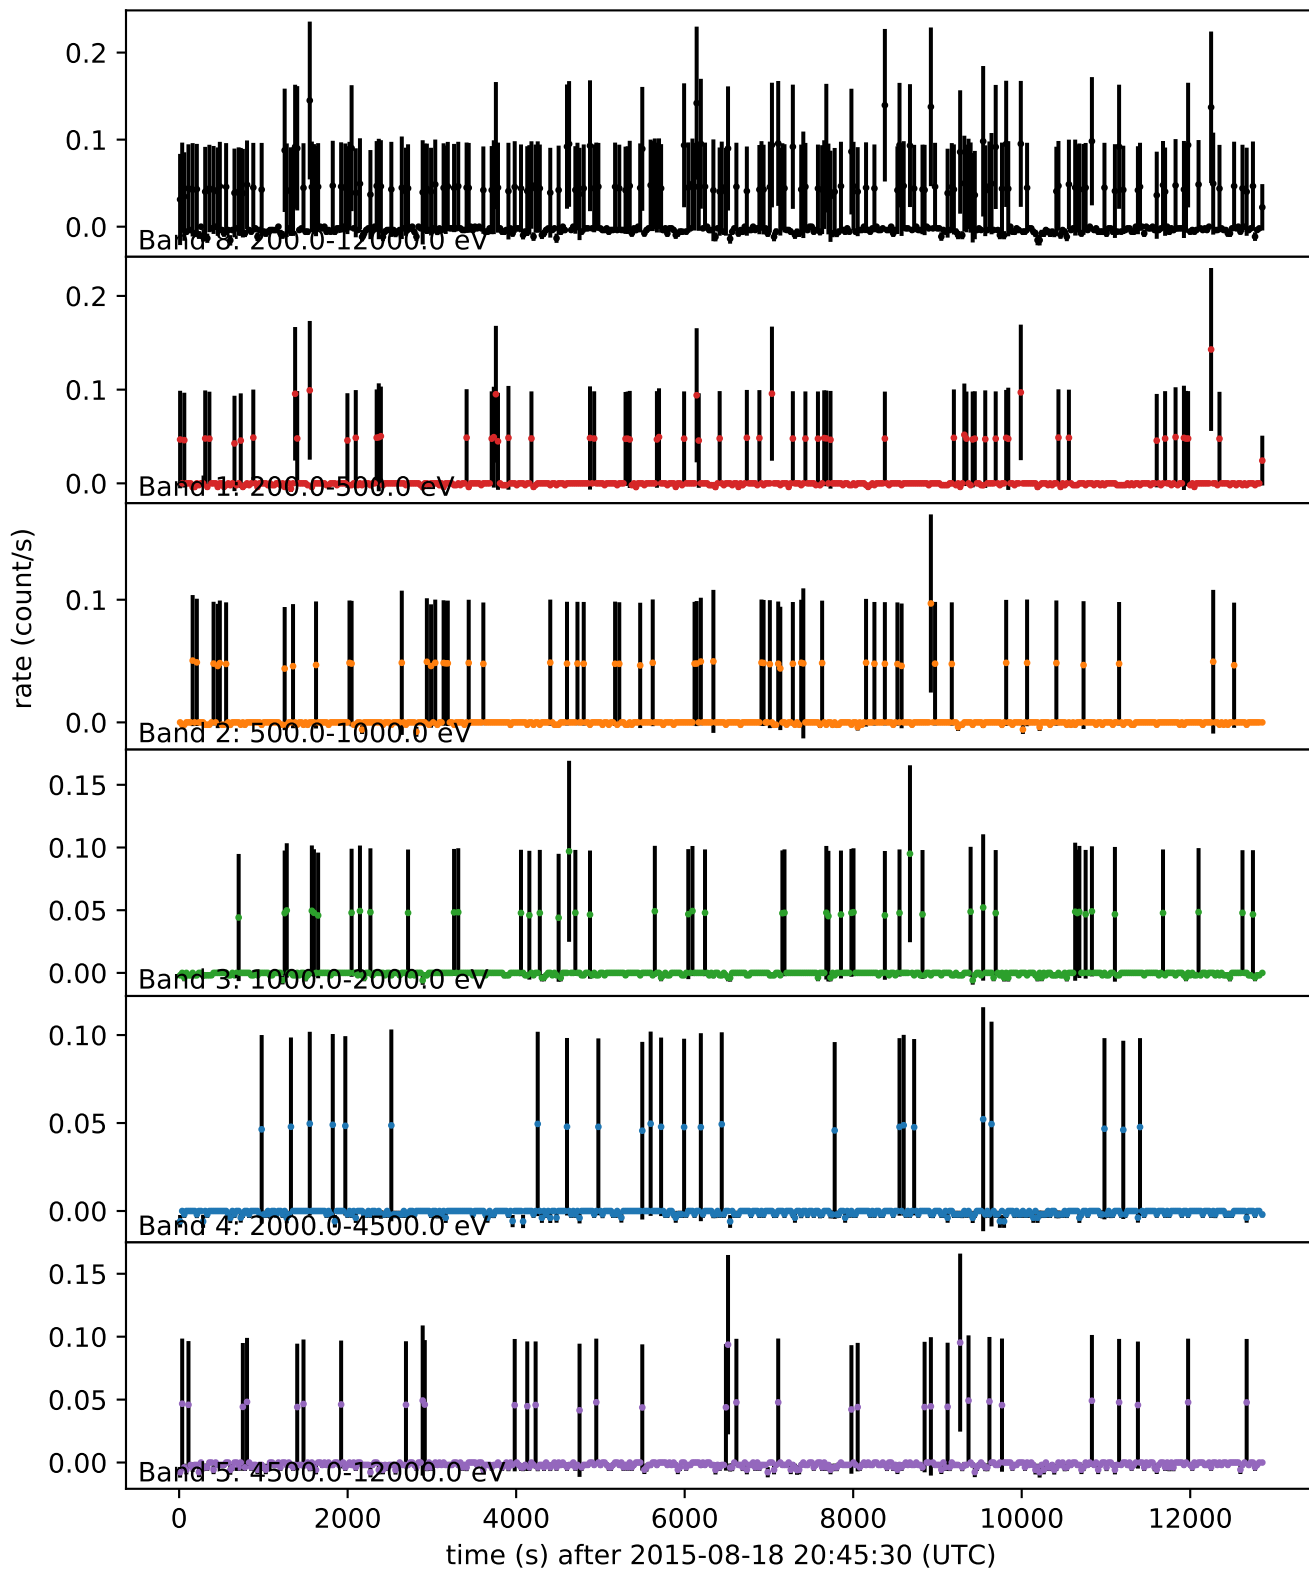 0.2
0.1
0.0
Band 8: 200.0-12000.0 eV
0.2
0.1
0.0
Band 1: 200.0-500.0 eV
0.1
0.0
Band 2: 500.0-1000.0 eV
rate (count/s)
0.15
0.10
0.05
0.00
Band 3: 1000.0-2000.0 eV
0.10
0.05
0.00
Band 4: 2000.0-4500.0 eV
0.15
0.10
0.05
0.00
Band 5: 4500.0-12000.0 eV
0 2000 4000 6000 8000 10000 12000
time (s) after 2015-08-18 20:45:30 (UTC)